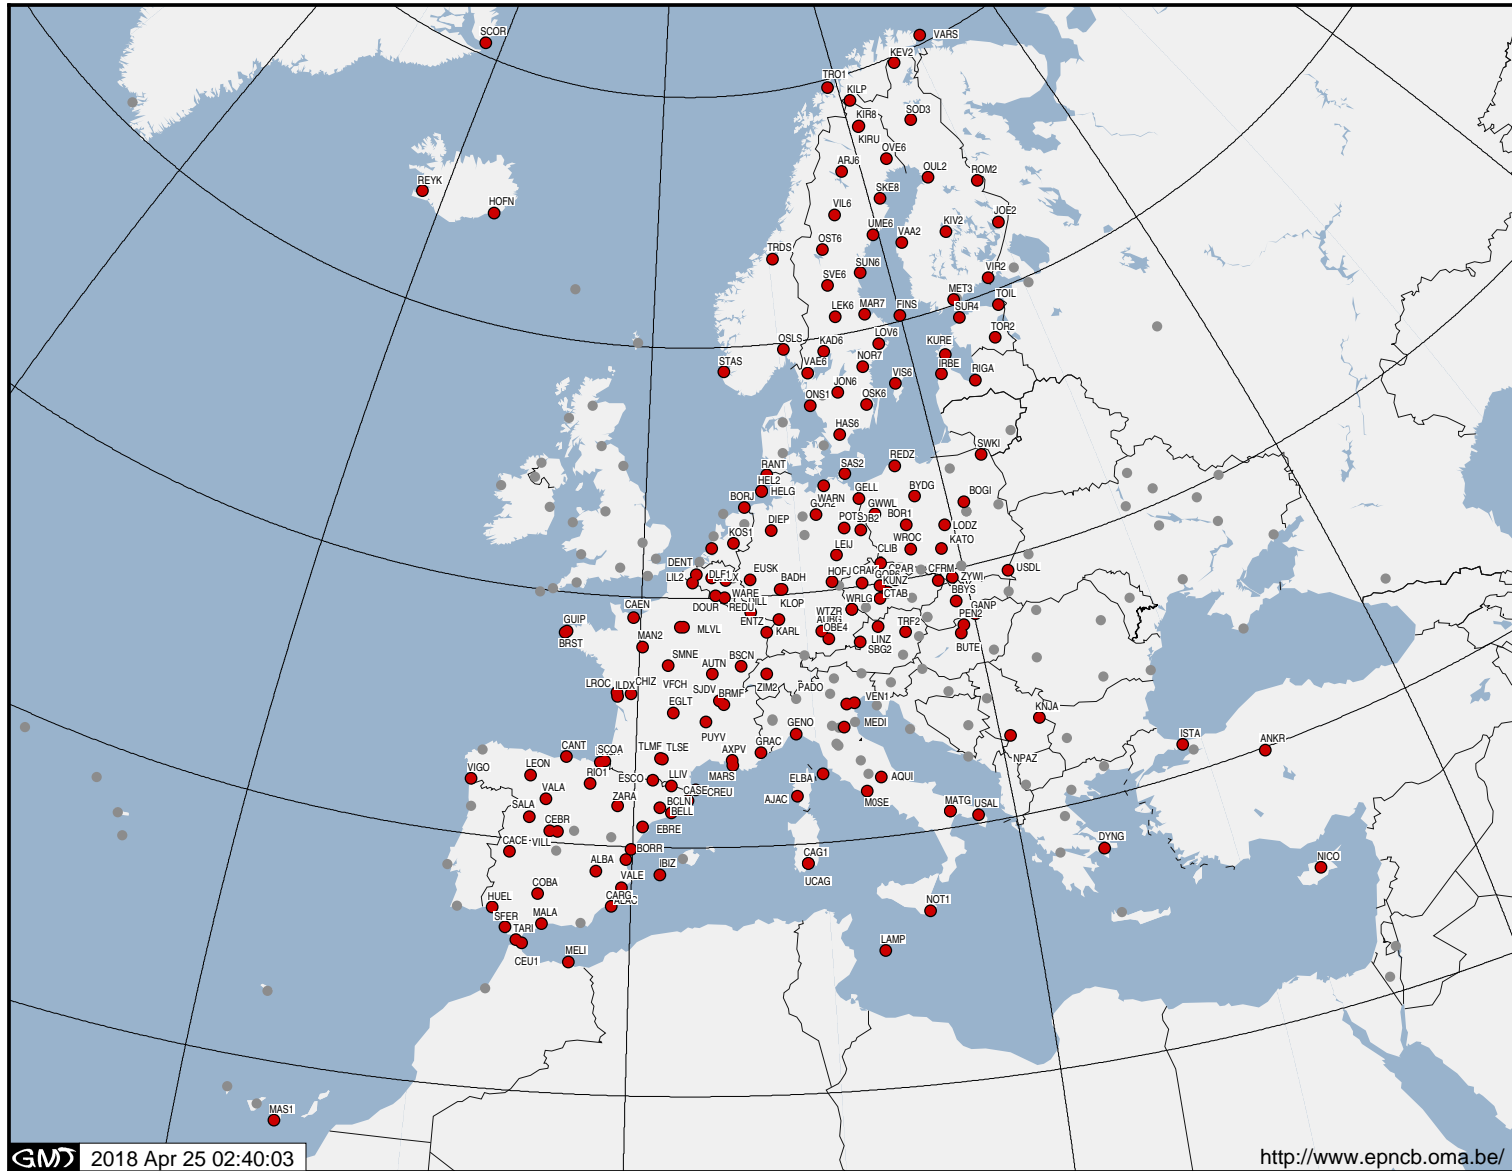 SCOR
VARS
KEV2
TRO1
KILP
KIR8
SOD3
KIRU
OVE6
ARJ6
OUL2
ROM2
REYK
SKE8
HOFN
VIL6
JOE2
UME6
KIV2
VAA2
OST6
TRDS
SUN6
VIR2
SVE6
MET3
TOIL
LEK6
MAR7
FINS
SUR4
OSLS
KAD6
LOV6
TOR2
KURE
STAS
VAE6
NOR7
IRBE
RIGA
JON6
VIS6
ONS1
OSK6
HAS6
SWKI
RANT
SAS2
REDZ
HEL2
HELG
WARN
GELL
BYDG
BOGI
BORJ
GWWL
POTS
BOR1
DIEP
LODZ
KOS1
LEIJ
WROC
KATO
DENT
CLIB
LIL2
DLF1
EUSK
BADH
HOFJ
CFRM
ZYWI
USDL
KUNZ
WARE
CTAB
BBYS
CAEN
DOUR
REDU
KLOP
WTZR
WRLG
GANP
GUIP
ENTZ
KARL
OBE4
TRF2
PEN2
BRST
MAN2
MLVL
LINZ
SBG2
BUTE
SMNE
AUTN
BSCN
LROC
ILDX
CHIZ
VFCH
SJDV
BRMF
ZIM2
PADO
VEN1
EGLT
KNJA
PUYV
GENO
MEDI
ISTA
ANKR
CANT
SCOA
TLMF
TLSE
AXPV
GRAC
NPAZ
VIGO
LEON
RIO1
ESCO
LLIV
MARS
ELBA
AQUI
VALA
CASE
CREU
AJAC
M0SE
SALA
ZARA
BCLN
BELL
MATG
USAL
CEBR
EBRE
CACE
VILL
BORR
DYNG
ALBA
IBIZ
CAG1
NICO
VALE
UCAG
COBA
CARG
HUEL
NOT1
SFER
MALA
TARI
LAMP
CEU1
MELI
MAS1
GMT 2018 Apr 25 02:40:03
http://www.epncb.oma.be/